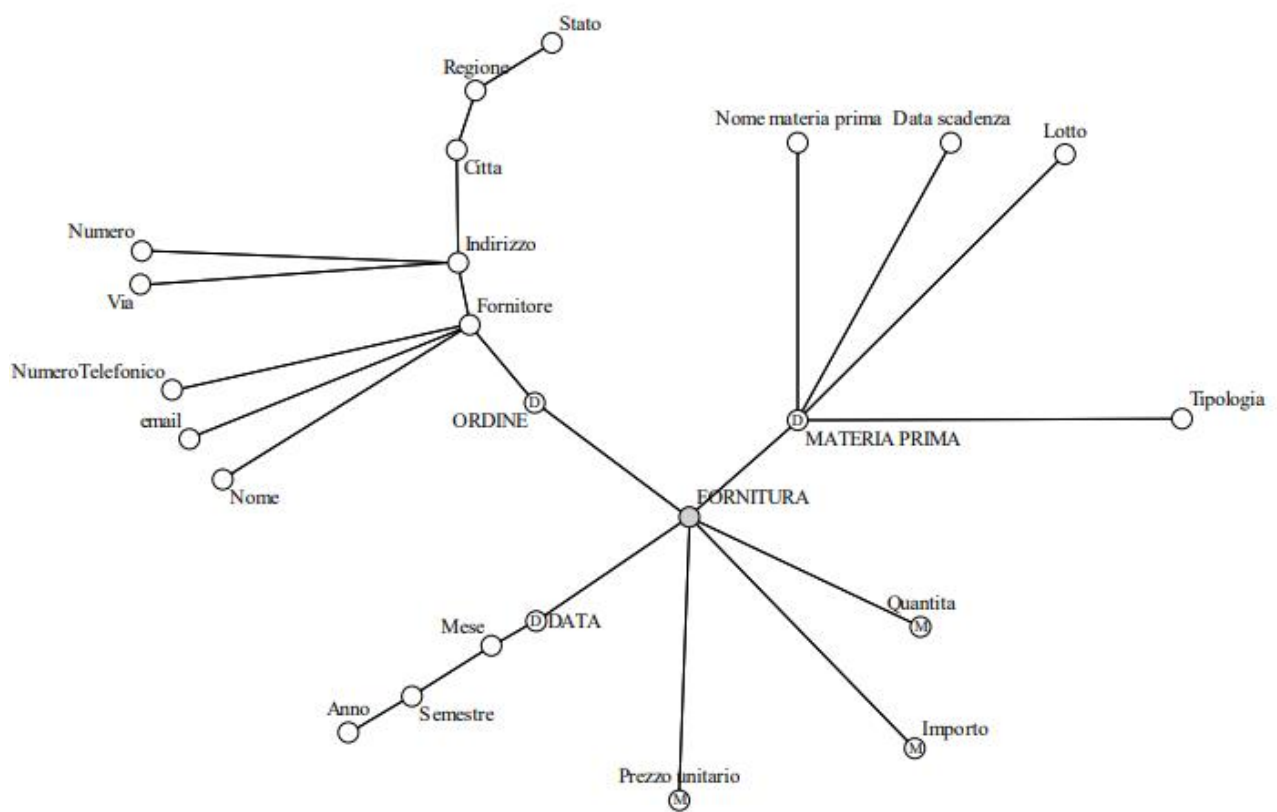 Stato
Regione
Nome materia prima
Data scadenza
Lotto
Citta
Numero
Indirizzo
Via
Fornitore
NumeroTelefonico
Tipologia
email
ORDINE
D
D
MATERIA PRIMA
Nome
FORNITURA
Quantita
M
Mese
D
DATA
Anno
Semestre
Importo
M
Prezzo unitario
M